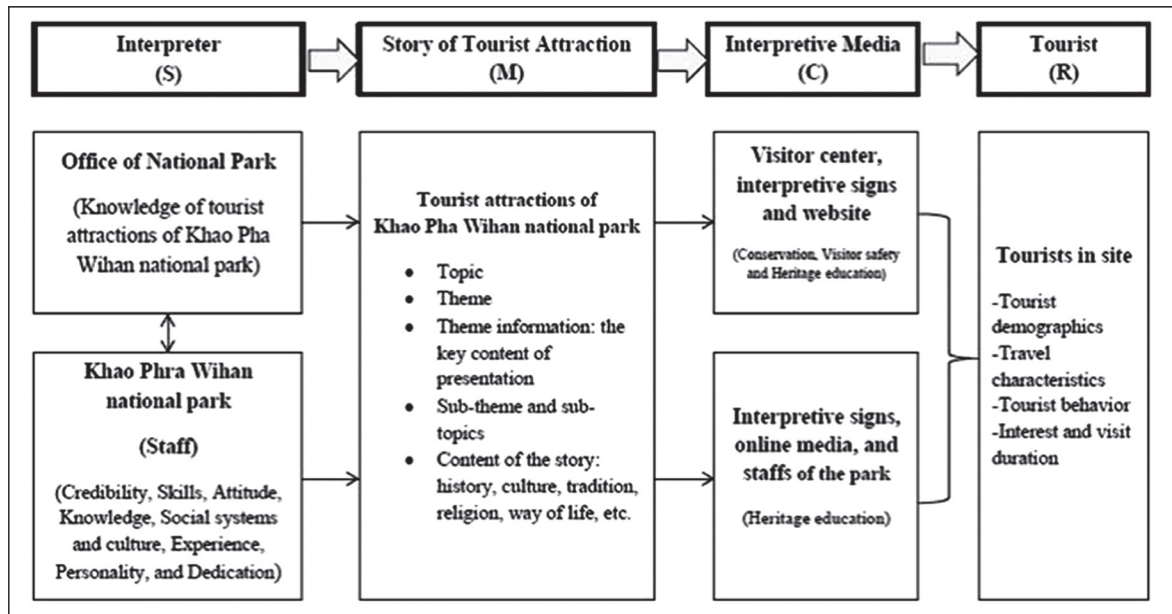 Interpreter
(S)
Story of Tourist Attraction
(M)
Interpretive Media
(C)
Tourist
(R)
Office of National Park
(Knowledge of tourist
attractions of Khao Pha
Wihan national park)
Khao Phra Wihan
national park
(Staff)
(Credibility, Skills, Attitude,
Knowledge, Social systems
and culture, Experience,
Personality, and Dedication)
Tourist attractions of
Khao Pha Wihan national park
• Topic
• Theme
• Theme information: the
key content of
presentation
• Sub-theme and sub-
topics
• Content of the story:
history, culture, tradition,
religion, way of life, etc.
Visitor center,
interpretive signs
and website
(Conservation, Visitor safety
and Heritage education)
Interpretive signs,
online media, and
staffs of the park
(Heritage education)
Tourists in site
-Tourist
demographics
-Travel
characteristics
-Tourist behavior
-Interest and visit
duration